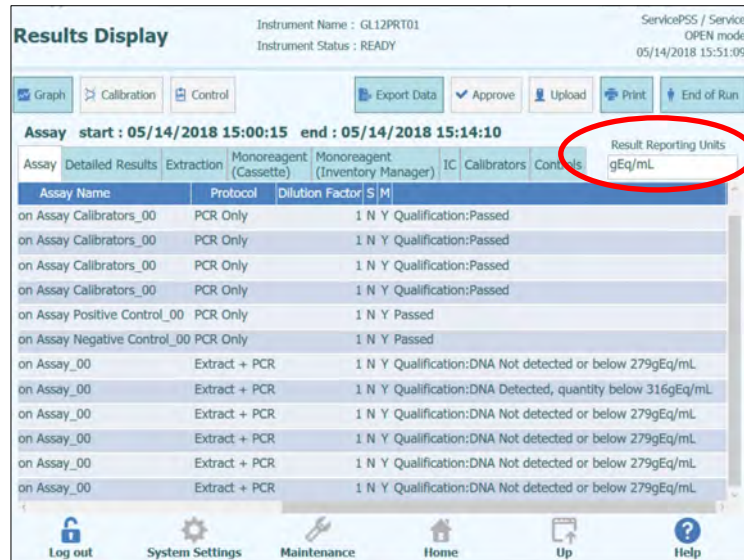 Results Display
Instrument Name : GL12PRT01
Instrument Status : READY
ServicePSS / Service
OPEN mode
05/14/2018 15:51:09
Graph Calibration Control Export Data Approve Upload Print End of Run
Assay start : 05/14/2018 15:00:15 end : 05/14/2018 15:14:10
Result Reporting Units
gEq/mL
Assay Detailed Results Extraction Monoreagent (Cassette) Monoreagent (Inventory Manager) IC Calibrators Controls
Assay Name Protocol Dilution Factor S M
on Assay Calibrators_00 PCR Only 1 N Y Qualification:Passed
on Assay Calibrators_00 PCR Only 1 N Y Qualification:Passed
on Assay Calibrators_00 PCR Only 1 N Y Qualification:Passed
on Assay Calibrators_00 PCR Only 1 N Y Qualification:Passed
on Assay Positive Control_00 PCR Only 1 N Y Passed
on Assay Negative Control_00 PCR Only 1 N Y Passed
on Assay_00 Extract + PCR 1 N Y Qualification:DNA Not detected or below 279gEq/mL
on Assay_00 Extract + PCR 1 N Y Qualification:DNA Detected, quantity below 316gEq/mL
on Assay_00 Extract + PCR 1 N Y Qualification:DNA Not detected or below 279gEq/mL
on Assay_00 Extract + PCR 1 N Y Qualification:DNA Not detected or below 279gEq/mL
on Assay_00 Extract + PCR 1 N Y Qualification:DNA Not detected or below 279gEq/mL
on Assay_00 Extract + PCR 1 N Y Qualification:DNA Not detected or below 279gEq/mL
Log out System Settings Maintenance Home Up Help